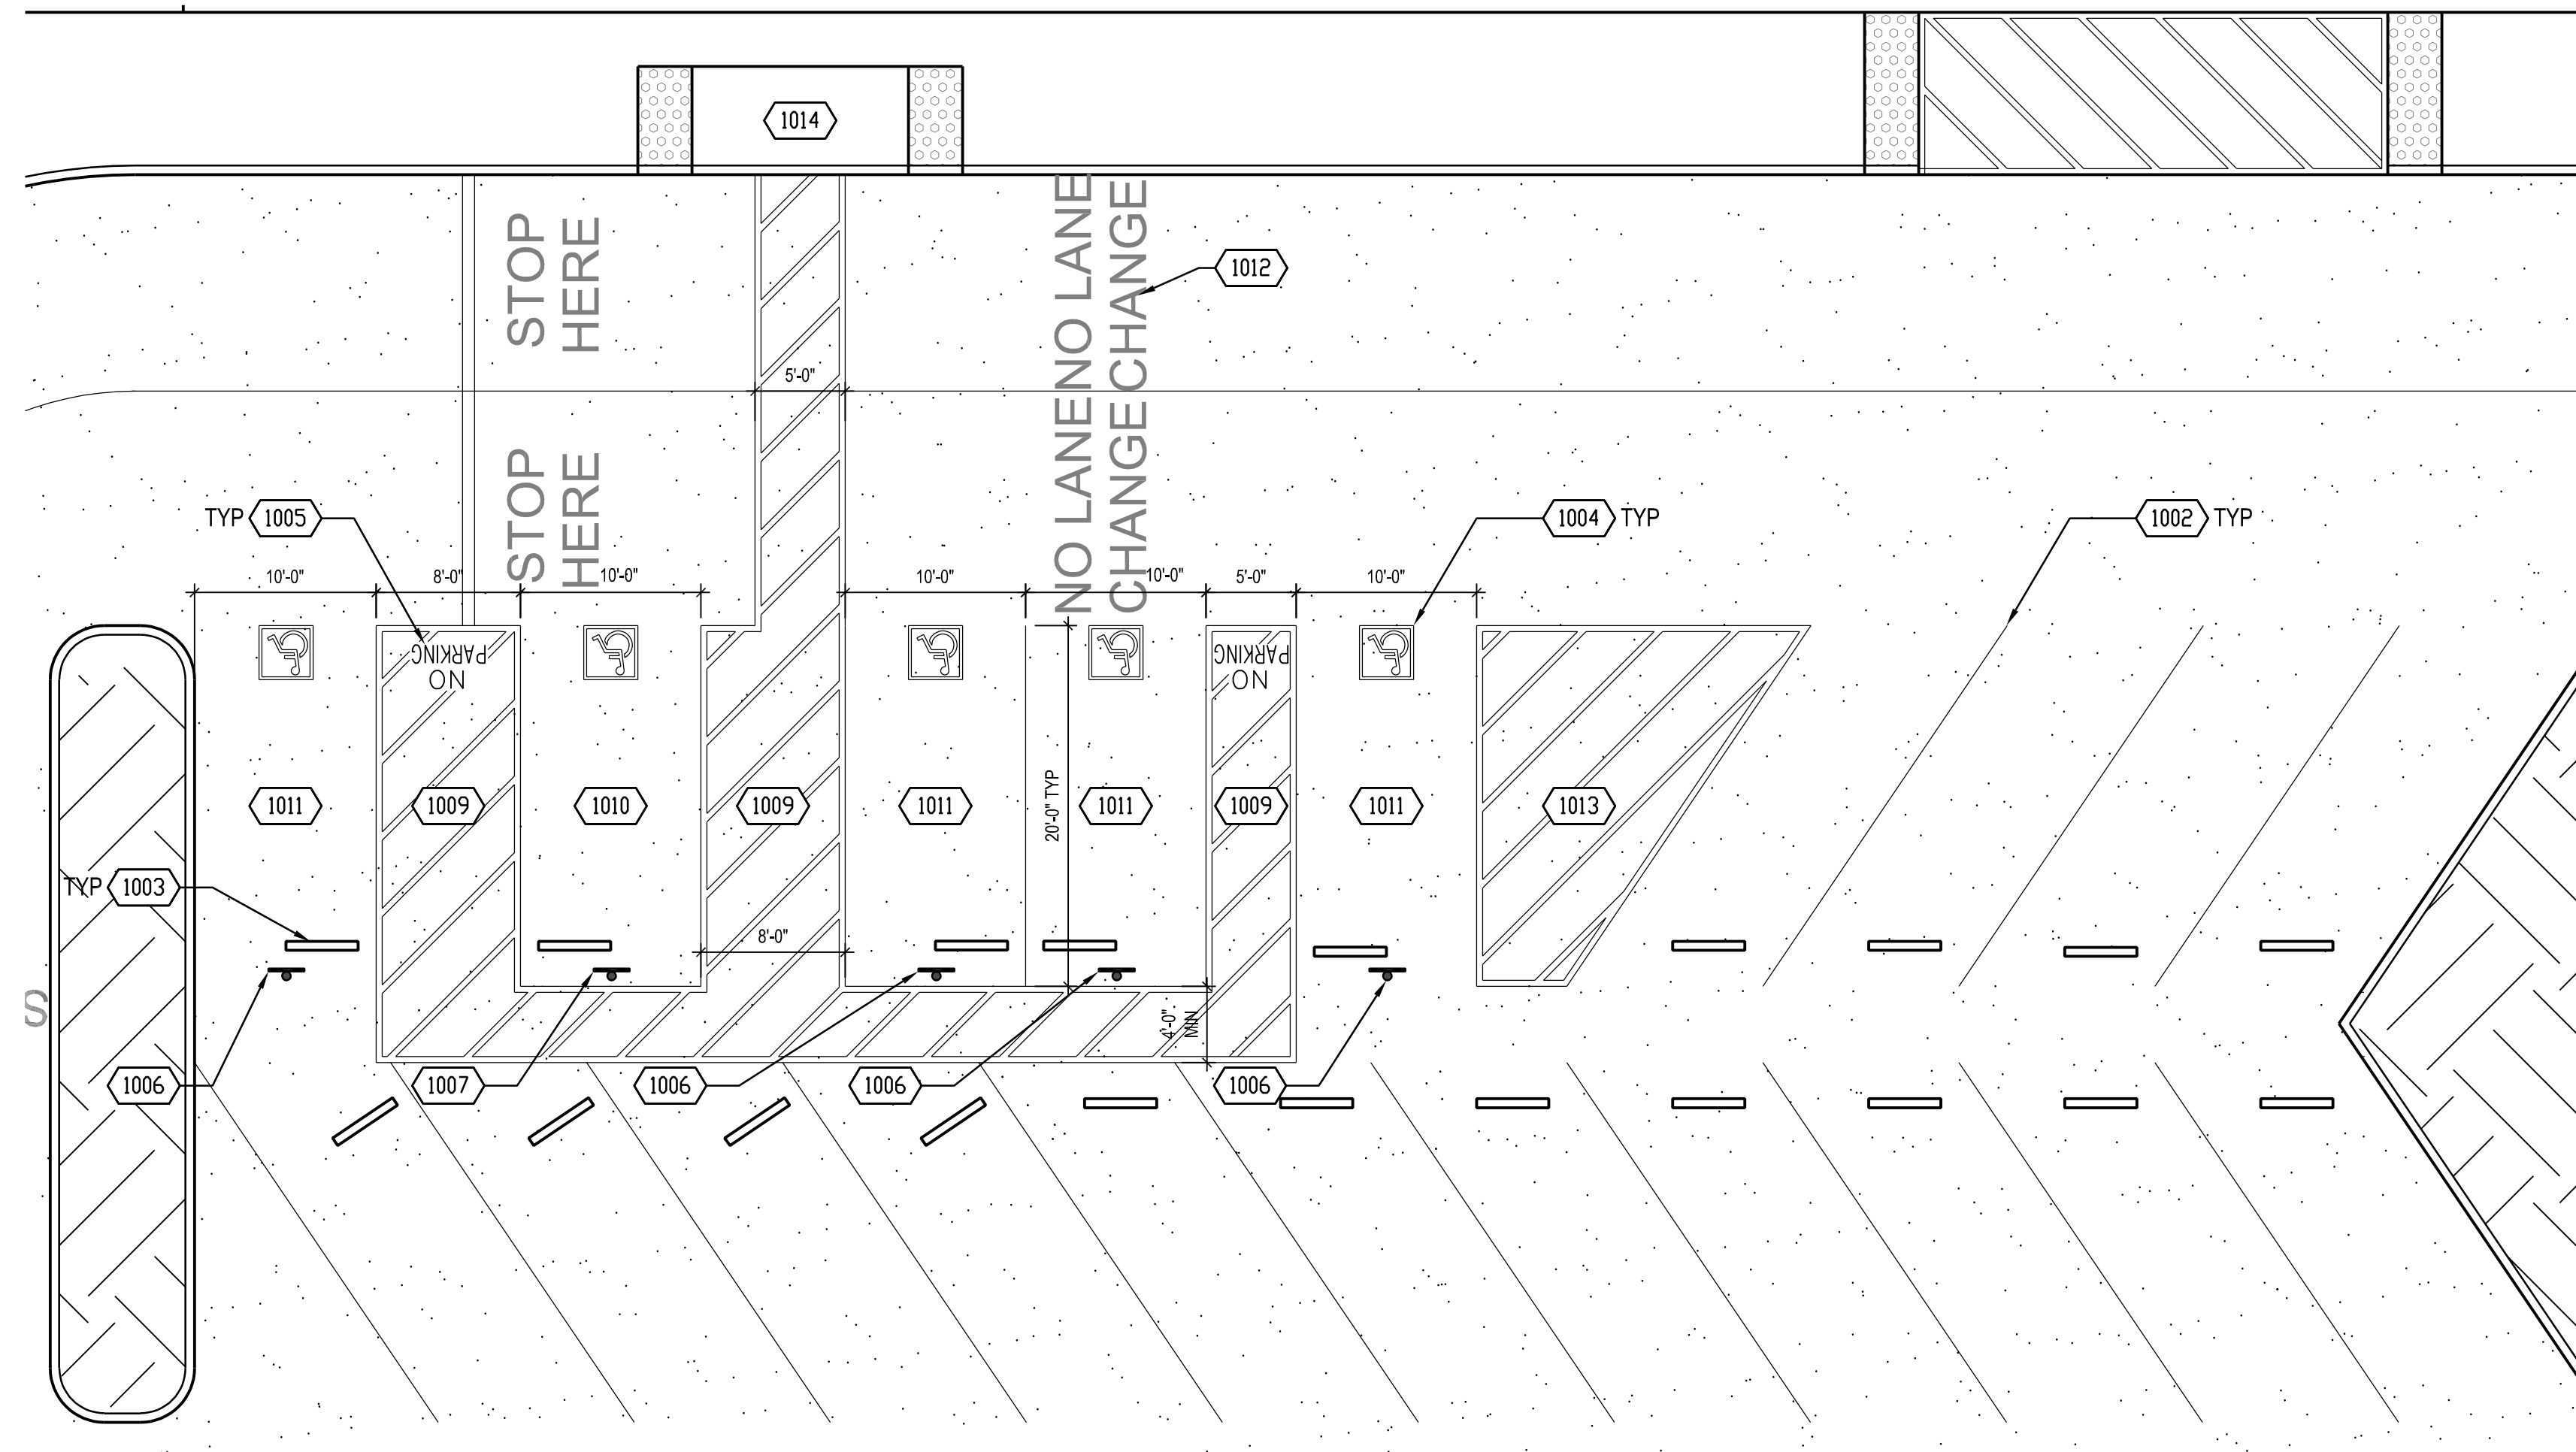 1014
STOP
HERE
NO LANE
CHANGE
1012
5'-0"
STOP
HERE
NO LANE
CHANGE
TYP 1005
1004 TYP
1002 TYP
10'-0"
8'-0"
10'-0"
10'-0"
10'-0"
5'-0"
10'-0"
NO
PARKING
NO
PARKING
1011
1009
1010
1009
1011
1011
1009
1011
1013
20'-0" TYP
TYP 1003
8'-0"
S
4'-0"
MIN
1006
1007
1006
1006
1006